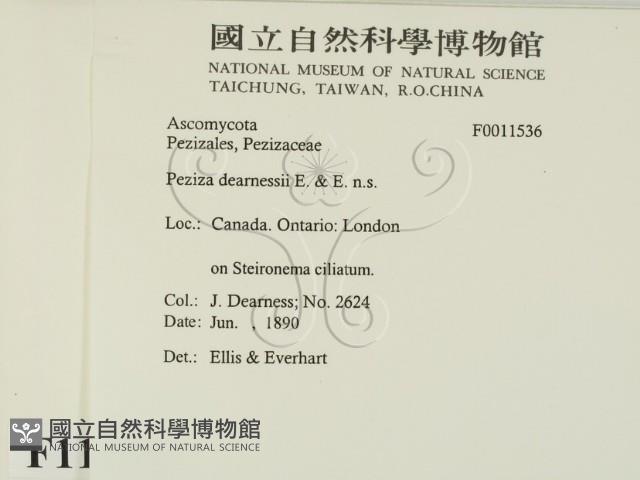 國立自然科學博物館
NATIONAL MUSEUM OF NATURAL SCIENCE
TAICHUNG, TAIWAN, R.O.CHINA
Ascomycota F0011536
Pezizales, Pezizaceae
Peziza dearnessii E. & E. n.s.
Loc.: Canada. Ontario: London
on Steironema ciliatum.
Col.: J. Dearness; No. 2624
Date: Jun. , 1890
Det.: Ellis & Everhart
國立自然科學博物館
NATIONAL MUSEUM OF NATURAL SCIENCE
F11